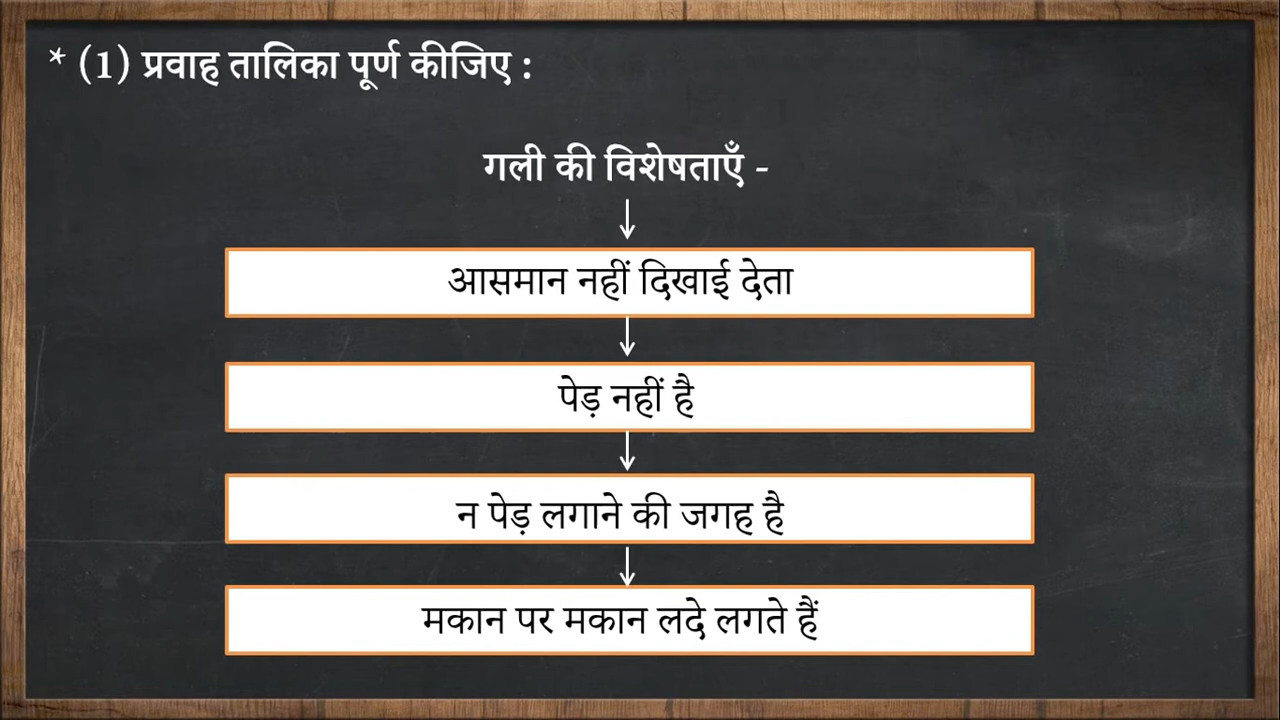 * (1) प्रवाह तालिका पूर्ण कीजिए :
गली की विशेषताएँ -
आसमान नहीं दिखाई देता
पेड़ नहीं है
न पेड़ लगाने की जगह है
मकान पर मकान लदे लगते हैं